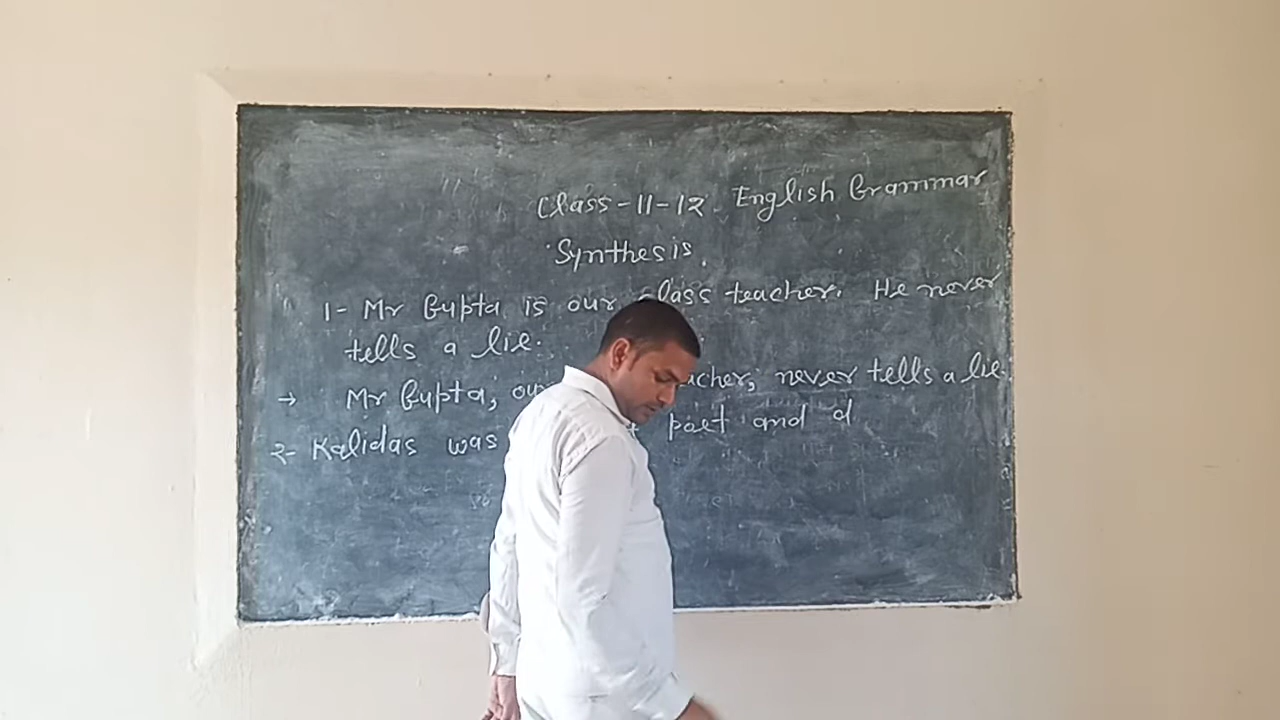 Class-11-12 English Grammar
Synthesis.
1- Mr Gupta is our class teacher. He never
tells a lie.
→ Mr Gupta, our teacher, never tells a lie.
2- Kalidas was poet and d